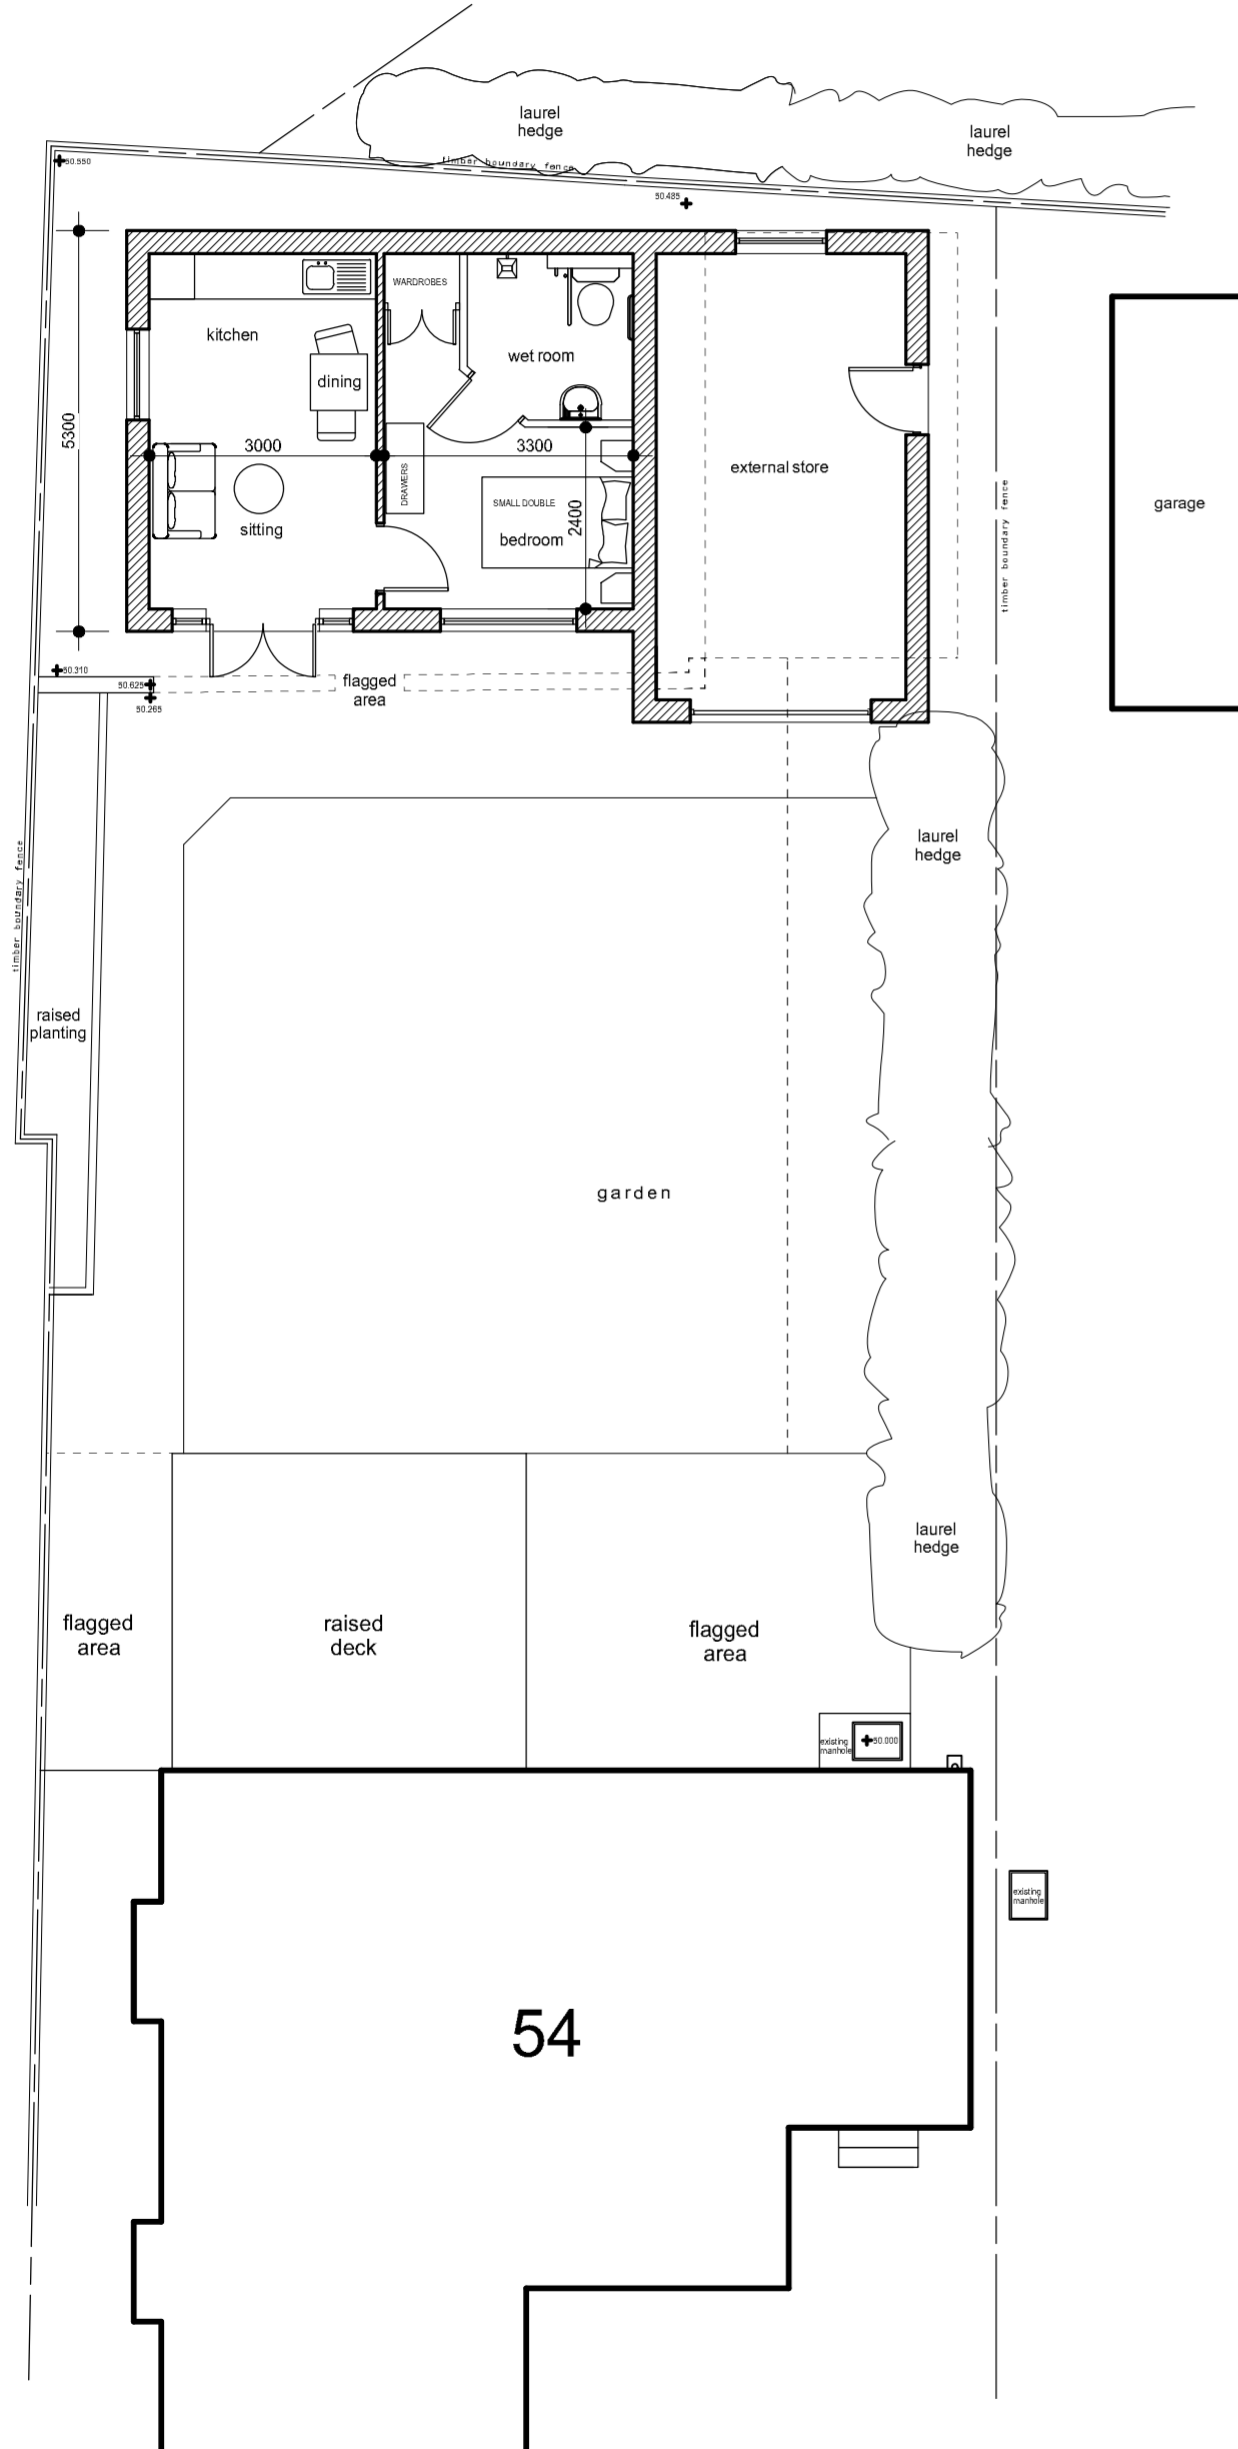 laurel
hedge
laurel
hedge
timber boundary fence
50.550
50.485
WARDROBES
kitchen
wet room
dining
5300
3000
3300
external store
DRAWERS
SMALL DOUBLE
2400
garage
timber boundary fence
sitting
bedroom
50.310
50.625
flagged
area
50.265
laurel
hedge
timber boundary fence
raised
planting
garden
laurel
hedge
flagged
area
raised
deck
flagged
area
existing
manhole
50.000
existing
manhole
54